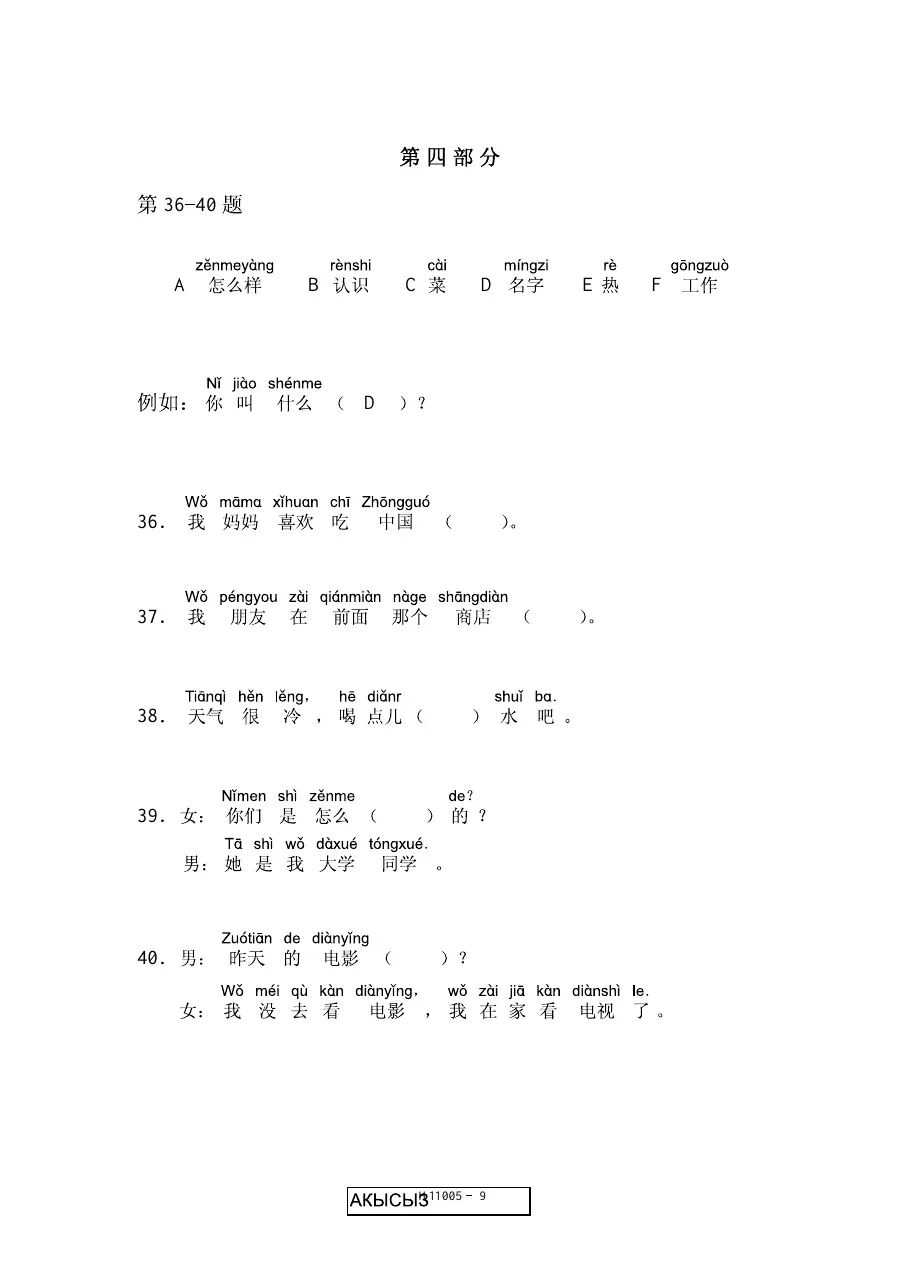 第四部分
第 36-40 题
zěnmeyàng rènshi cài míngzi rè gōngzuò
A 怎么样 B 认识 C 菜 D 名字 E 热 F 工作
Nǐ jiào shénme
例如: 你 叫 什么 ( D )?
Wǒ māma xǐhuan chī Zhōngguó
36. 我 妈妈 喜欢 吃 中国 ( )。
Wǒ péngyou zài qiánmiàn nàge shāngdiàn
37. 我 朋友 在 前面 那个 商店 ( )。
Tiānqì hěn lěng, hē diǎnr shuǐ ba.
38. 天气 很 冷 , 喝 点儿 ( ) 水 吧 。
Nǐmen shì zěnme de?
39. 女: 你们 是 怎么 ( ) 的 ?
Tā shì wǒ dàxué tóngxué.
男: 她 是 我 大学 同学 。
Zuótiān de diànyǐng
40. 男: 昨天 的 电影 ( )?
Wǒ méi qù kàn diànyǐng, wǒ zài jiā kàn diànshì le.
女: 我 没 去 看 电影 , 我 在 家 看 电视 了 。
АКЫСЫЗ 11005 - 9